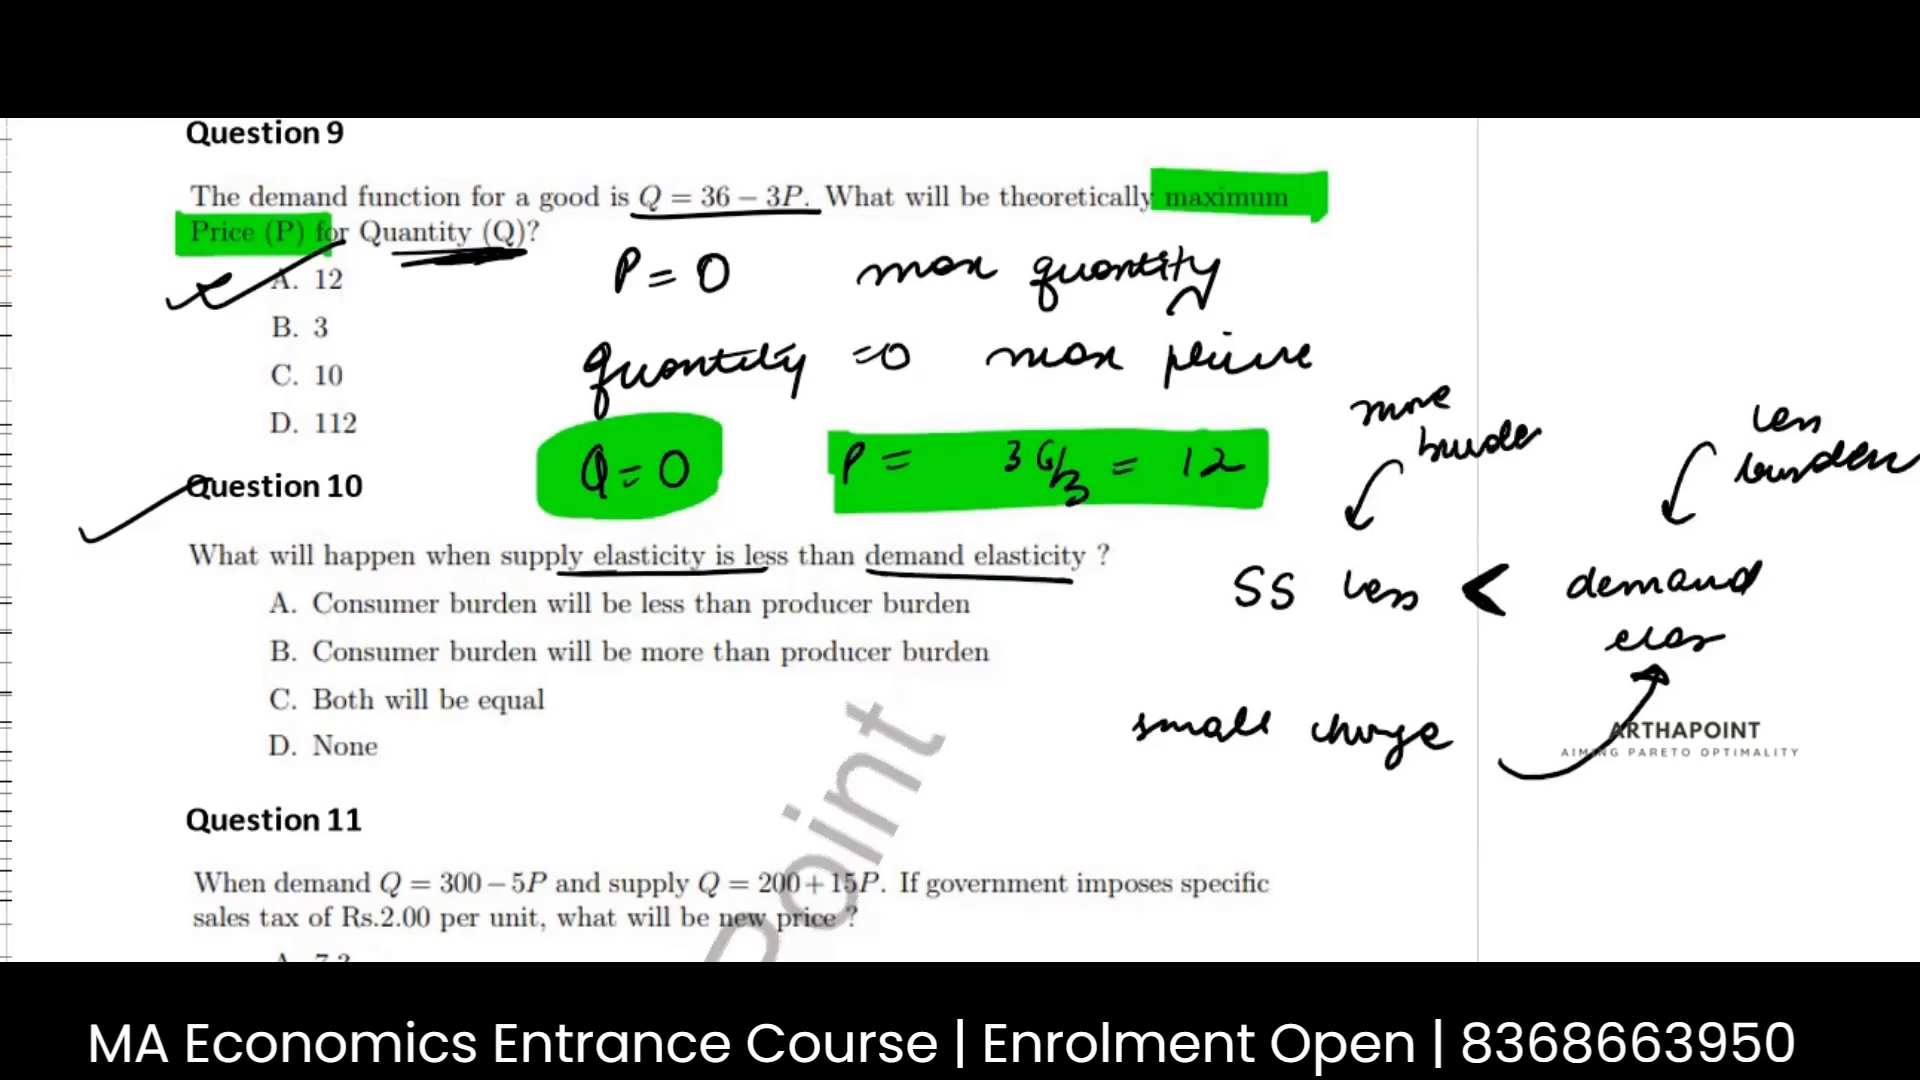 Question 9
The demand function for a good is Q = 36 − 3P. What will be theoretically maximum
Price (P) for Quantity (Q)?
A. 12
B. 3
C. 10
D. 112
P = 0 max quantity
quantity =0 max price
Q = 0 P = 36/3 = 12
more burden
less burden
Question 10
What will happen when supply elasticity is less than demand elasticity ?
A. Consumer burden will be less than producer burden
B. Consumer burden will be more than producer burden
C. Both will be equal
D. None
SS less < demand
elas
small change
ARTHAPOINT
AIMING PARETO OPTIMALITY
Point
Question 11
When demand Q = 300 − 5P and supply Q = 200 + 15P. If government imposes specific
sales tax of Rs.2.00 per unit, what will be new price ?
MA Economics Entrance Course | Enrolment Open | 8368663950